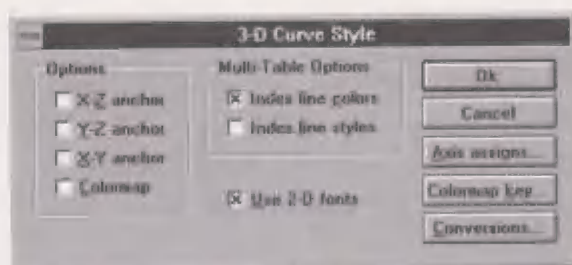 3-D Curve Style
Options
X-Z anchor
Y-Z anchor
X-Y anchor
Colormap
Multi-Table Options
Index line colors
Index line styles
Use 2-D fonts
Ok
Cancel
Axis assigns...
Colormap key...
Conversions...